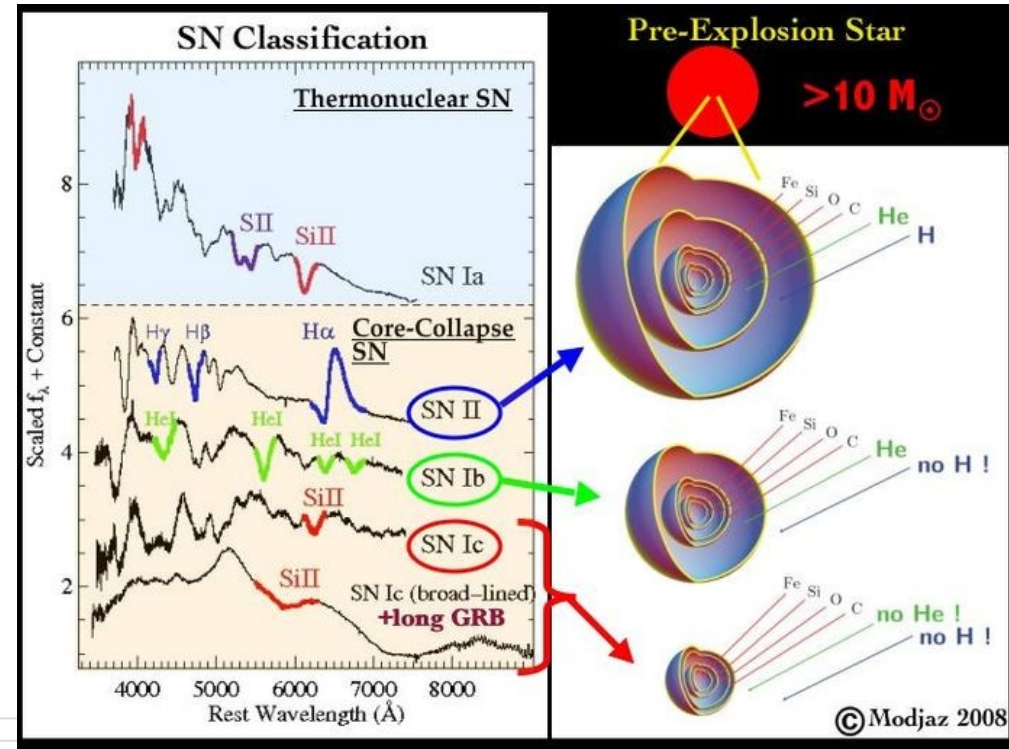 SN Classification
Thermonuclear SN
8
SII
SiII
SN Ia
6
Hγ Hβ Hα
Core-Collapse
SN
SN II
HeI HeI HeI HeI
4
SN Ib
SiII
SN Ic
2
SiII
SN Ic (broad-lined)
+long GRB
Scaled fλ + Constant
4000 5000 6000 7000 8000
Rest Wavelength (Å)
Pre-Explosion Star
>10 M☉
Fe Si O C
He
H
Fe Si O C
He
no H !
Fe Si O C
no He !
no H !
© Modjaz 2008